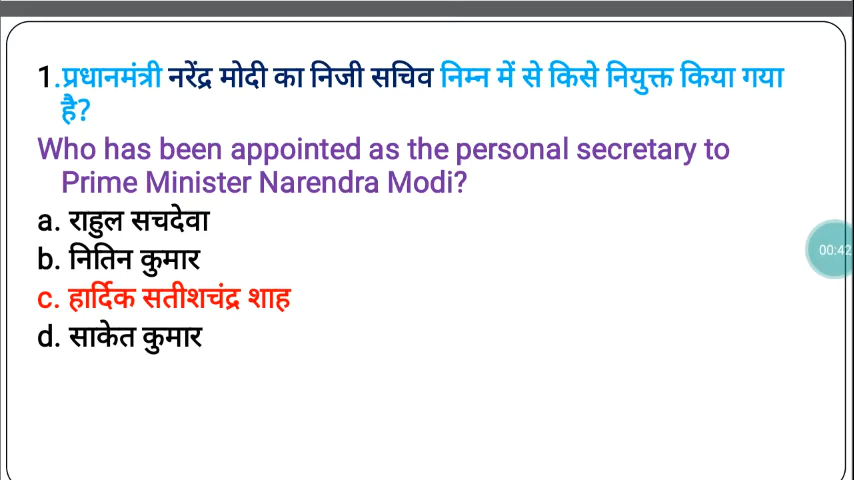 1.प्रधानमंत्री नरेंद्र मोदी का निजी सचिव निम्न में से किसे नियुक्त किया गया
है?
Who has been appointed as the personal secretary to
Prime Minister Narendra Modi?
a. राहुल सचदेवा
b. नितिन कुमार
00:42
c. हार्दिक सतीशचंद्र शाह
d. साकेत कुमार